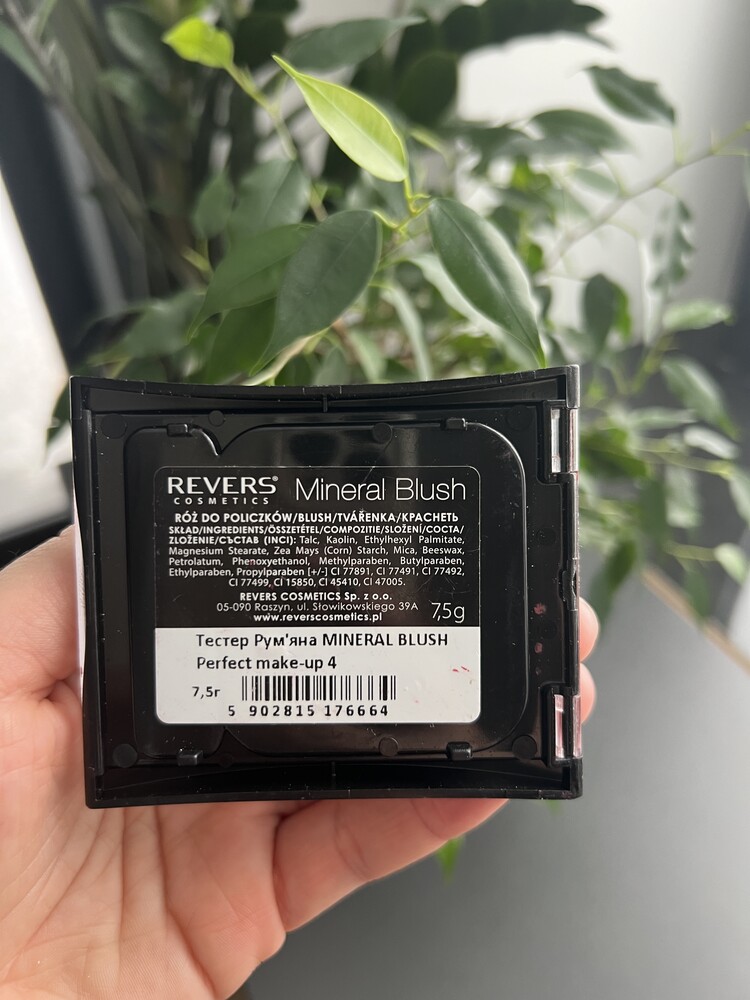 REVERS®
COSMETICS
Mineral Blush
RÓŻ DO POLICZKÓW/BLUSH/TVÁŘENKA/КРАСНЕТЬ
SKŁAD/INGREDIENTS/ÖSSZETÉTEL/COMPOZITIE/SLOŽENÍ/COCTA/
ZLOŽENIE/СЪСТАВ (INCI): Talc, Kaolin, Ethylhexyl Palmitate,
Magnesium Stearate, Zea Mays (Corn) Starch, Mica, Beeswax,
Petrolatum, Phenoxyethanol, Methylparaben, Butylparaben,
Ethylparaben, Propylparaben [+/-] CI 77891, CI 77491, CI 77492,
CI 77499, CI 15850, CI 45410, CI 47005.
REVERS COSMETICS Sp. z o.o.
05-090 Raszyn, ul. Słowikowskiego 39A
www.reverscosmetics.pl
7,5g
Тестер Рум'яна MINERAL BLUSH
Perfect make-up 4
7,5г
5 902815 176664